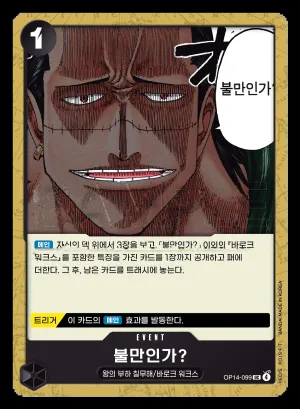 1
불만인가?
메인 자신의 덱 위에서 3장을 보고, 「불만인가?」 이외의 『바로크
워크스』를 포함한 특징을 가진 카드를 1장까지 공개하고 패에
더한다. 그 후, 남은 카드를 트래시에 놓는다.
트리거 이 카드의 메인 효과를 발동한다.
EVENT
불만인가?
왕의 부하 칠무해/바로크 워크스
OP14-099 UC